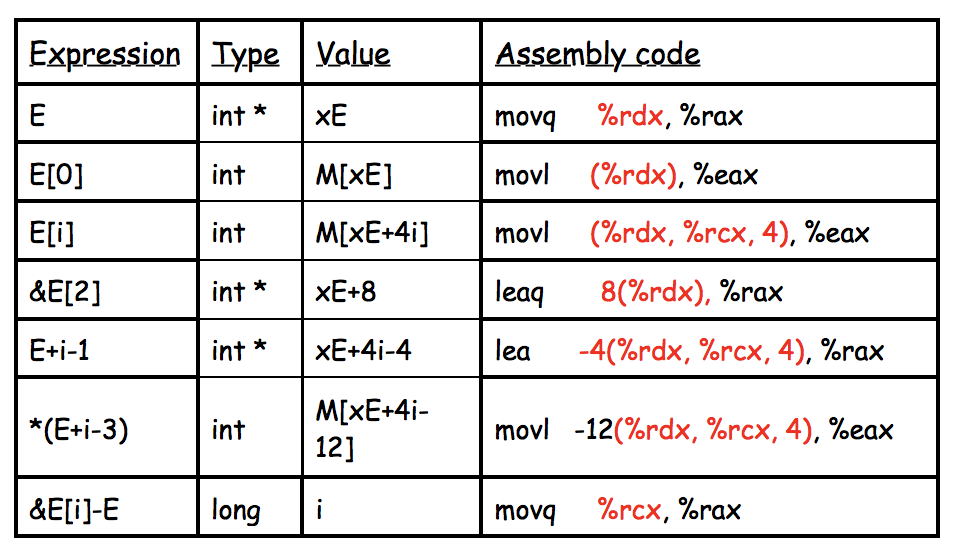 Expression Type Value Assembly code
E int * xE movq %rdx, %rax
E[0] int M[xE] movl (%rdx), %eax
E[i] int M[xE+4i] movl (%rdx, %rcx, 4), %eax
&E[2] int * xE+8 leaq 8(%rdx), %rax
E+i-1 int * xE+4i-4 lea -4(%rdx, %rcx, 4), %rax
*(E+i-3) int M[xE+4i-
12] movl -12(%rdx, %rcx, 4), %eax
&E[i]-E long i movq %rcx, %rax